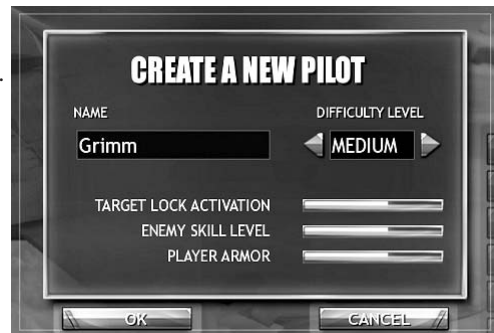 CREATE A NEW PILOT
NAME
DIFFICULTY LEVEL
Grimm
MEDIUM
TARGET LOCK ACTIVATION
ENEMY SKILL LEVEL
PLAYER ARMOR
OK
CANCEL